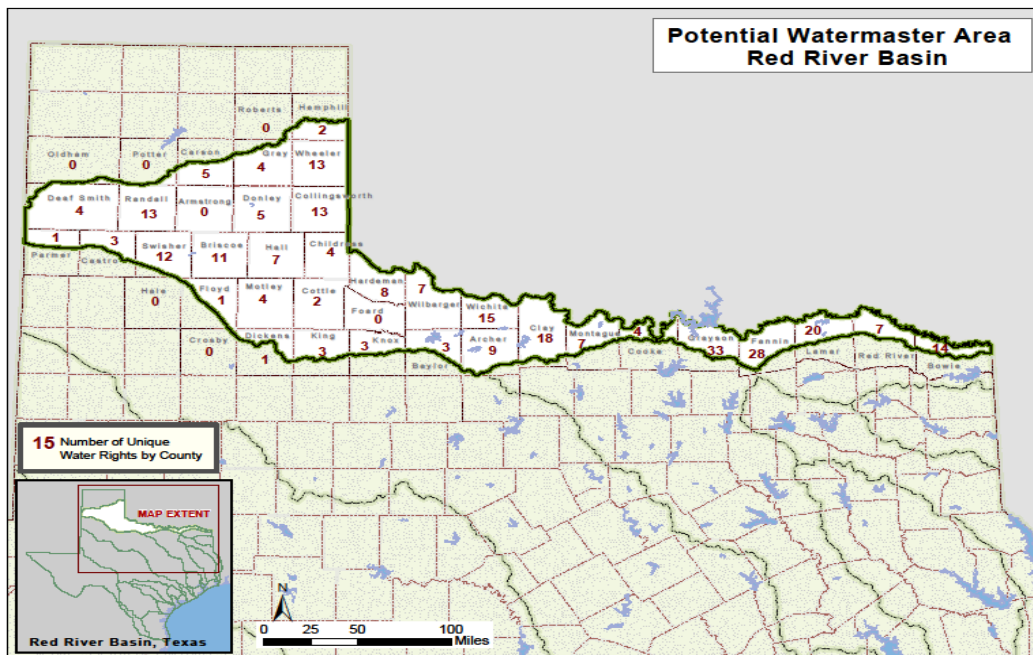 Potential Watermaster Area
Red River Basin
Roberts
0
Hemphill
2
Oldham
0
Potter
0
Carson
5
Gray
4
Wheeler
13
Deaf Smith
4
Randall
13
Armstrong
0
Donley
5
Collingsworth
13
1
Parmer
3
Castro
Swisher
12
Briscoe
11
Hall
7
Childress
4
Hale
0
Floyd
1
Motley
4
Cottle
2
Hardeman
8
Foard
0
7
Wilbarger
Wichita
15
Clay
18
Montague
7
4
Cooke
Grayson
33
Fannin
28
20
Lamar
7
Red River
14
Bowie
Crosby
0
Dickens
1
King
3
3
Knox
3
Baylor
Archer
9
15 Number of Unique
Water Rights by County
MAP EXTENT
Red River Basin, Texas
N
0 25 50 100
Miles